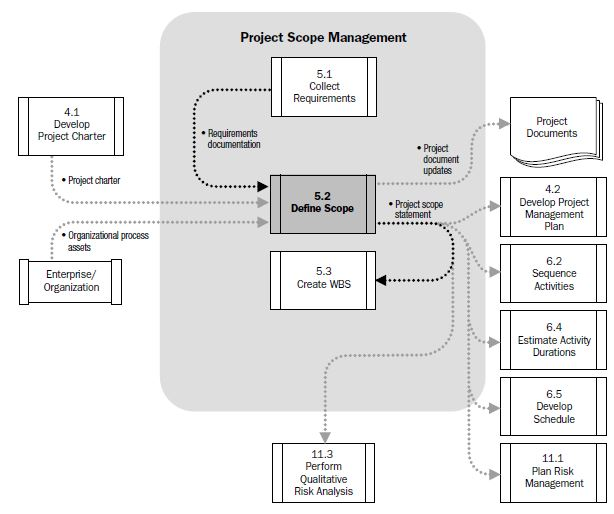 Project Scope Management
5.1
Collect
Requirements
4.1
Develop
Project Charter
• Requirements
documentation
• Project
document
updates
Project
Documents
• Project charter
5.2
Define Scope
• Project scope
statement
4.2
Develop Project
Management
Plan
• Organizational process
assets
Enterprise/
Organization
5.3
Create WBS
6.2
Sequence
Activities
6.4
Estimate Activity
Durations
6.5
Develop
Schedule
11.3
Perform
Qualitative
Risk Analysis
11.1
Plan Risk
Management